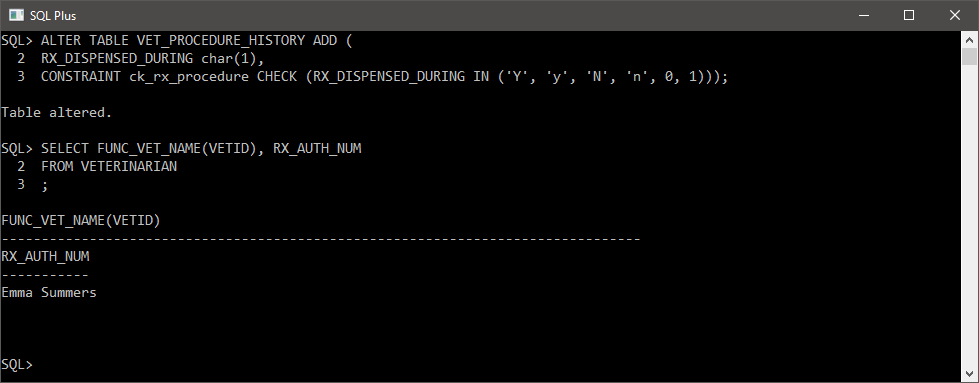 SQL Plus
SQL> ALTER TABLE VET_PROCEDURE_HISTORY ADD (
  2  RX_DISPENSED_DURING char(1),
  3  CONSTRAINT ck_rx_procedure CHECK (RX_DISPENSED_DURING IN ('Y', 'y', 'N', 'n', 0, 1)));
Table altered.
SQL> SELECT FUNC_VET_NAME(VETID), RX_AUTH_NUM
  2  FROM VETERINARIAN
  3  ;
FUNC_VET_NAME(VETID)
--------------------------------------------------------------------------------
RX_AUTH_NUM
-----------
Emma Summers
SQL>